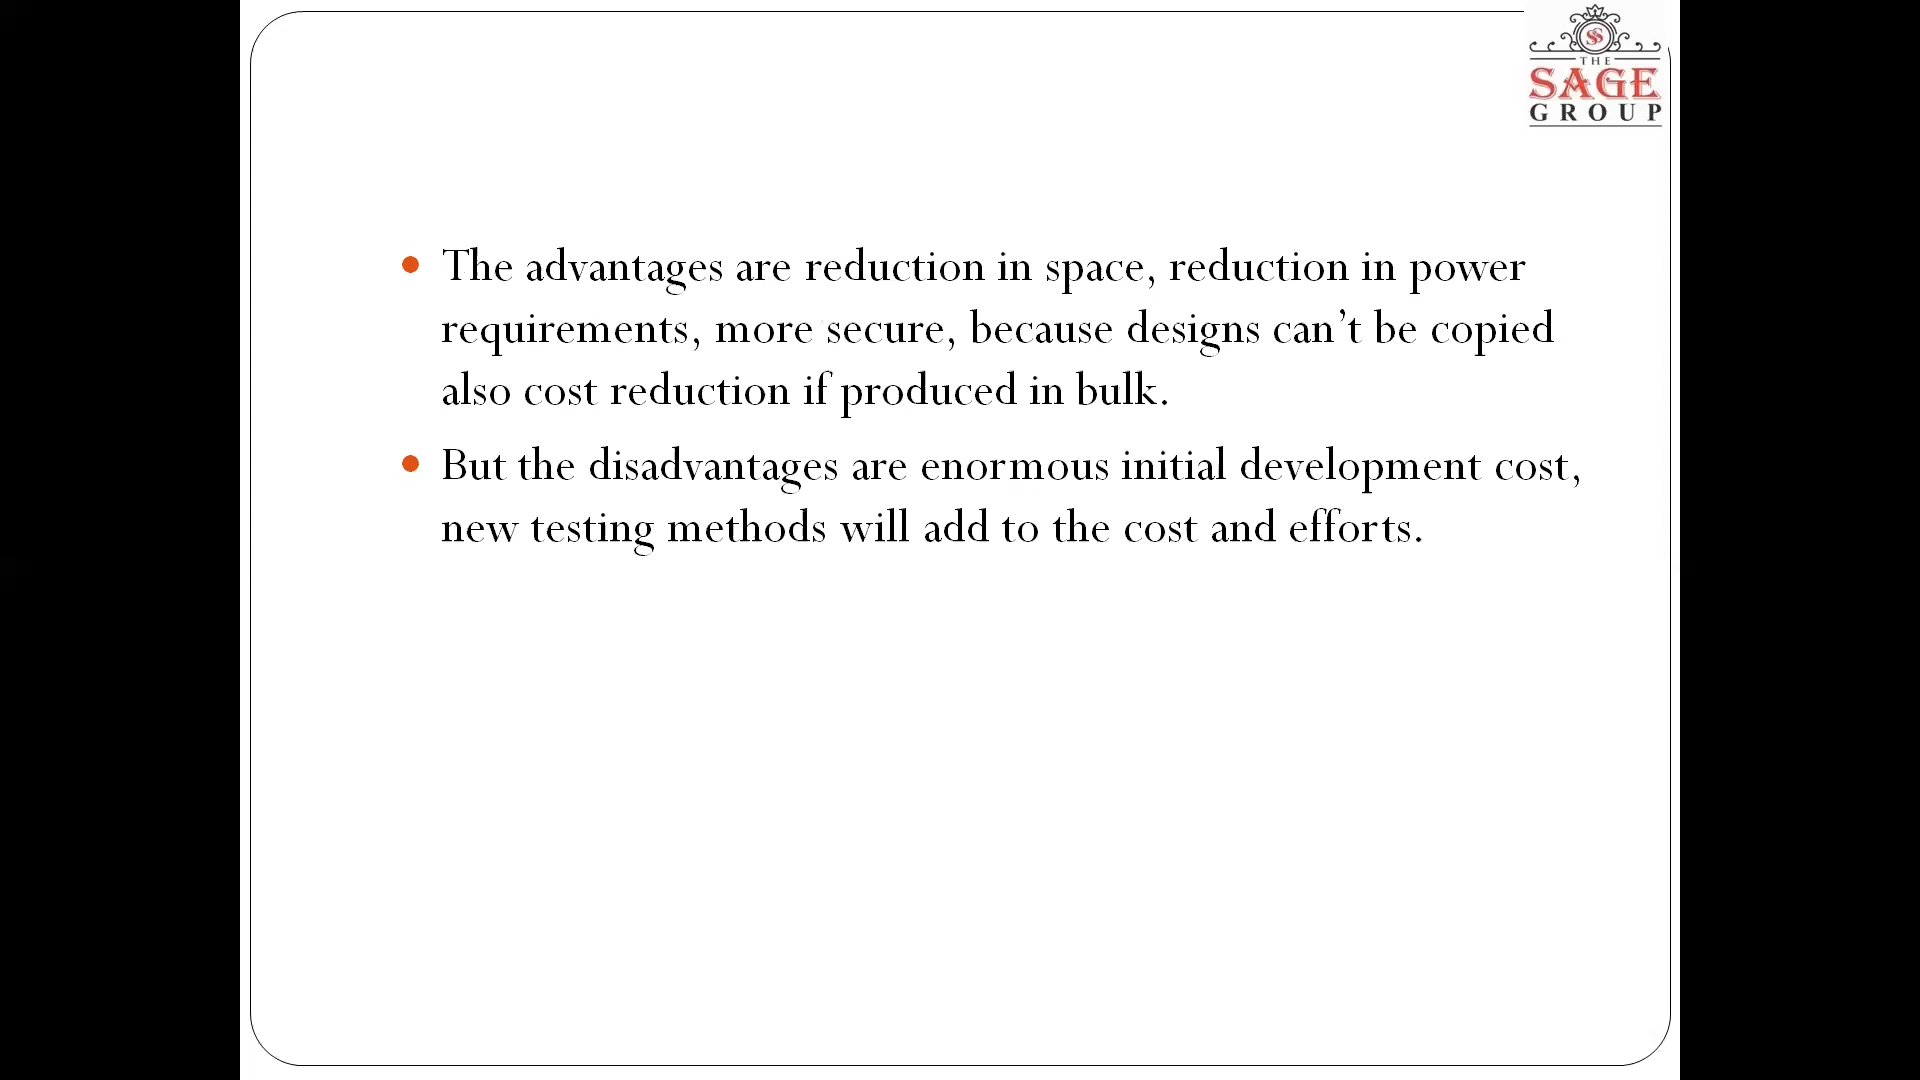 SS
THE
SAGE
GROUP
The advantages are reduction in space, reduction in power
requirements, more secure, because designs can’t be copied
also cost reduction if produced in bulk.
But the disadvantages are enormous initial development cost,
new testing methods will add to the cost and efforts.